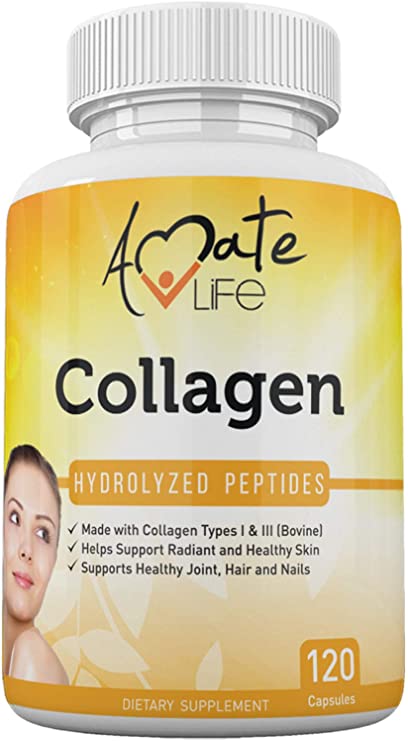 Amate
LiFe
Collagen
HYDROLYZED PEPTIDES
✓ Made with Collagen Types I & III (Bovine)
✓ Helps Support Radiant and Healthy Skin
✓ Supports Healthy Joint, Hair and Nails
120
Capsules
DIETARY SUPPLEMENT